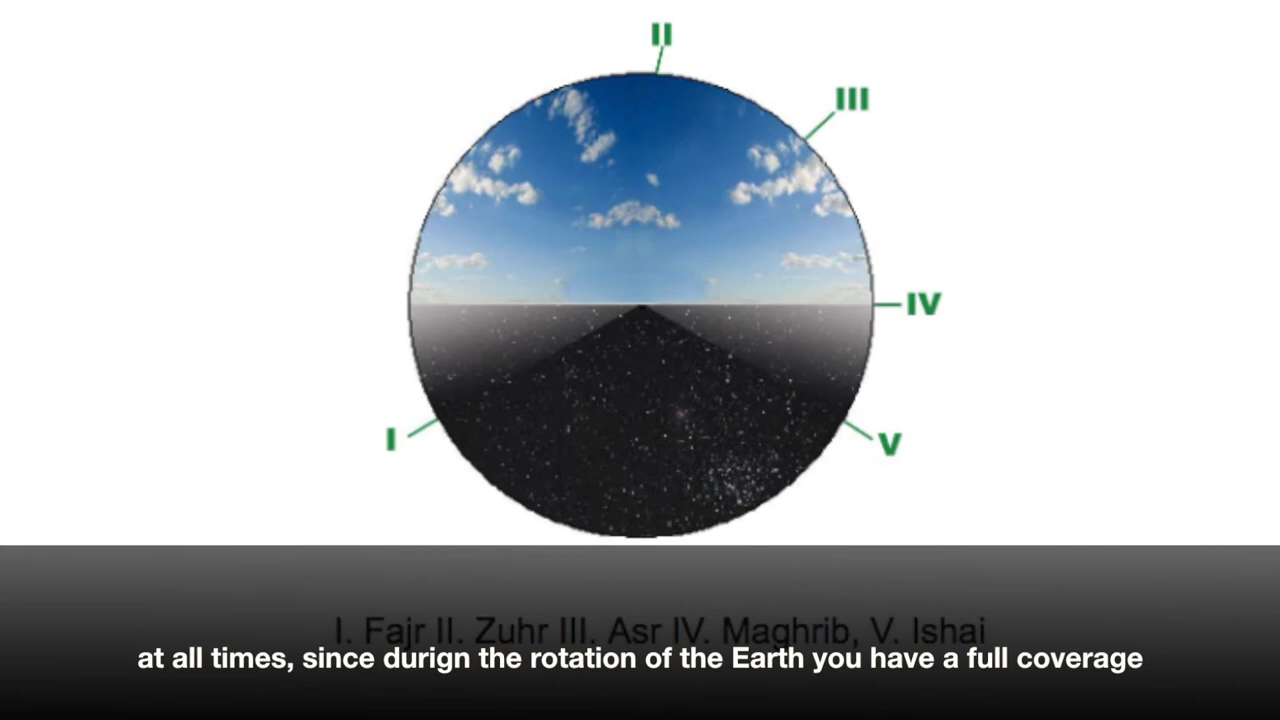 II
III
IV
I
V
I. Fajr II. Zuhr III. Asr IV. Maghrib, V. Ishai
at all times, since durign the rotation of the Earth you have a full coverage